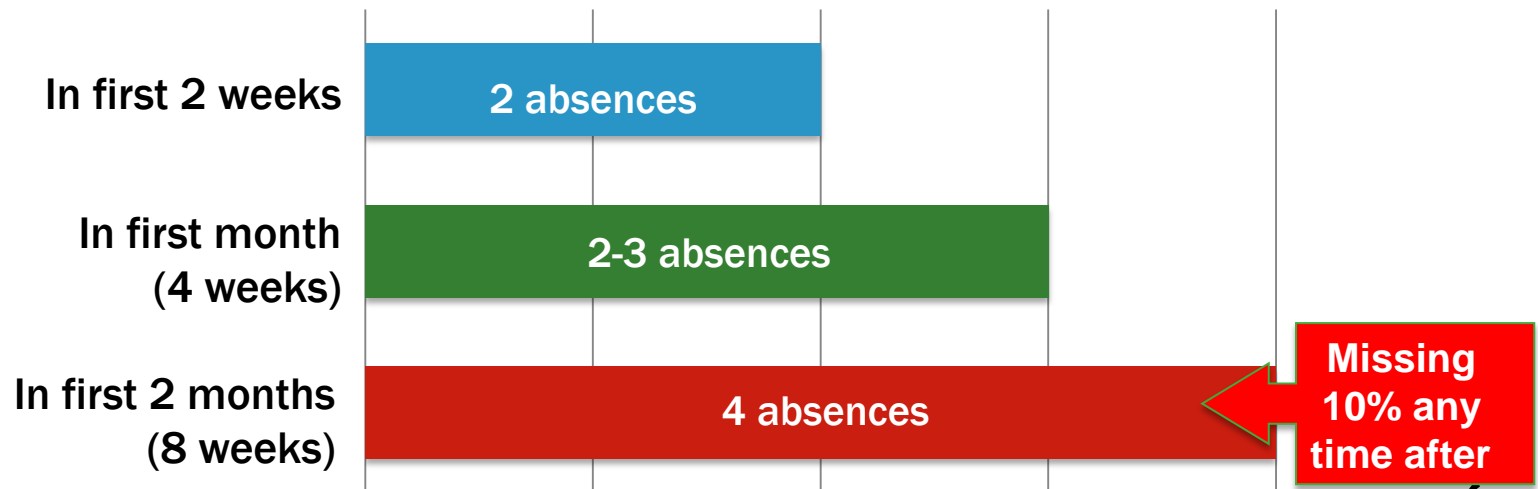 In first 2 weeks
2 absences
In first month
(4 weeks)
2-3 absences
In first 2 months
(8 weeks)
4 absences
Missing
10% any
time after